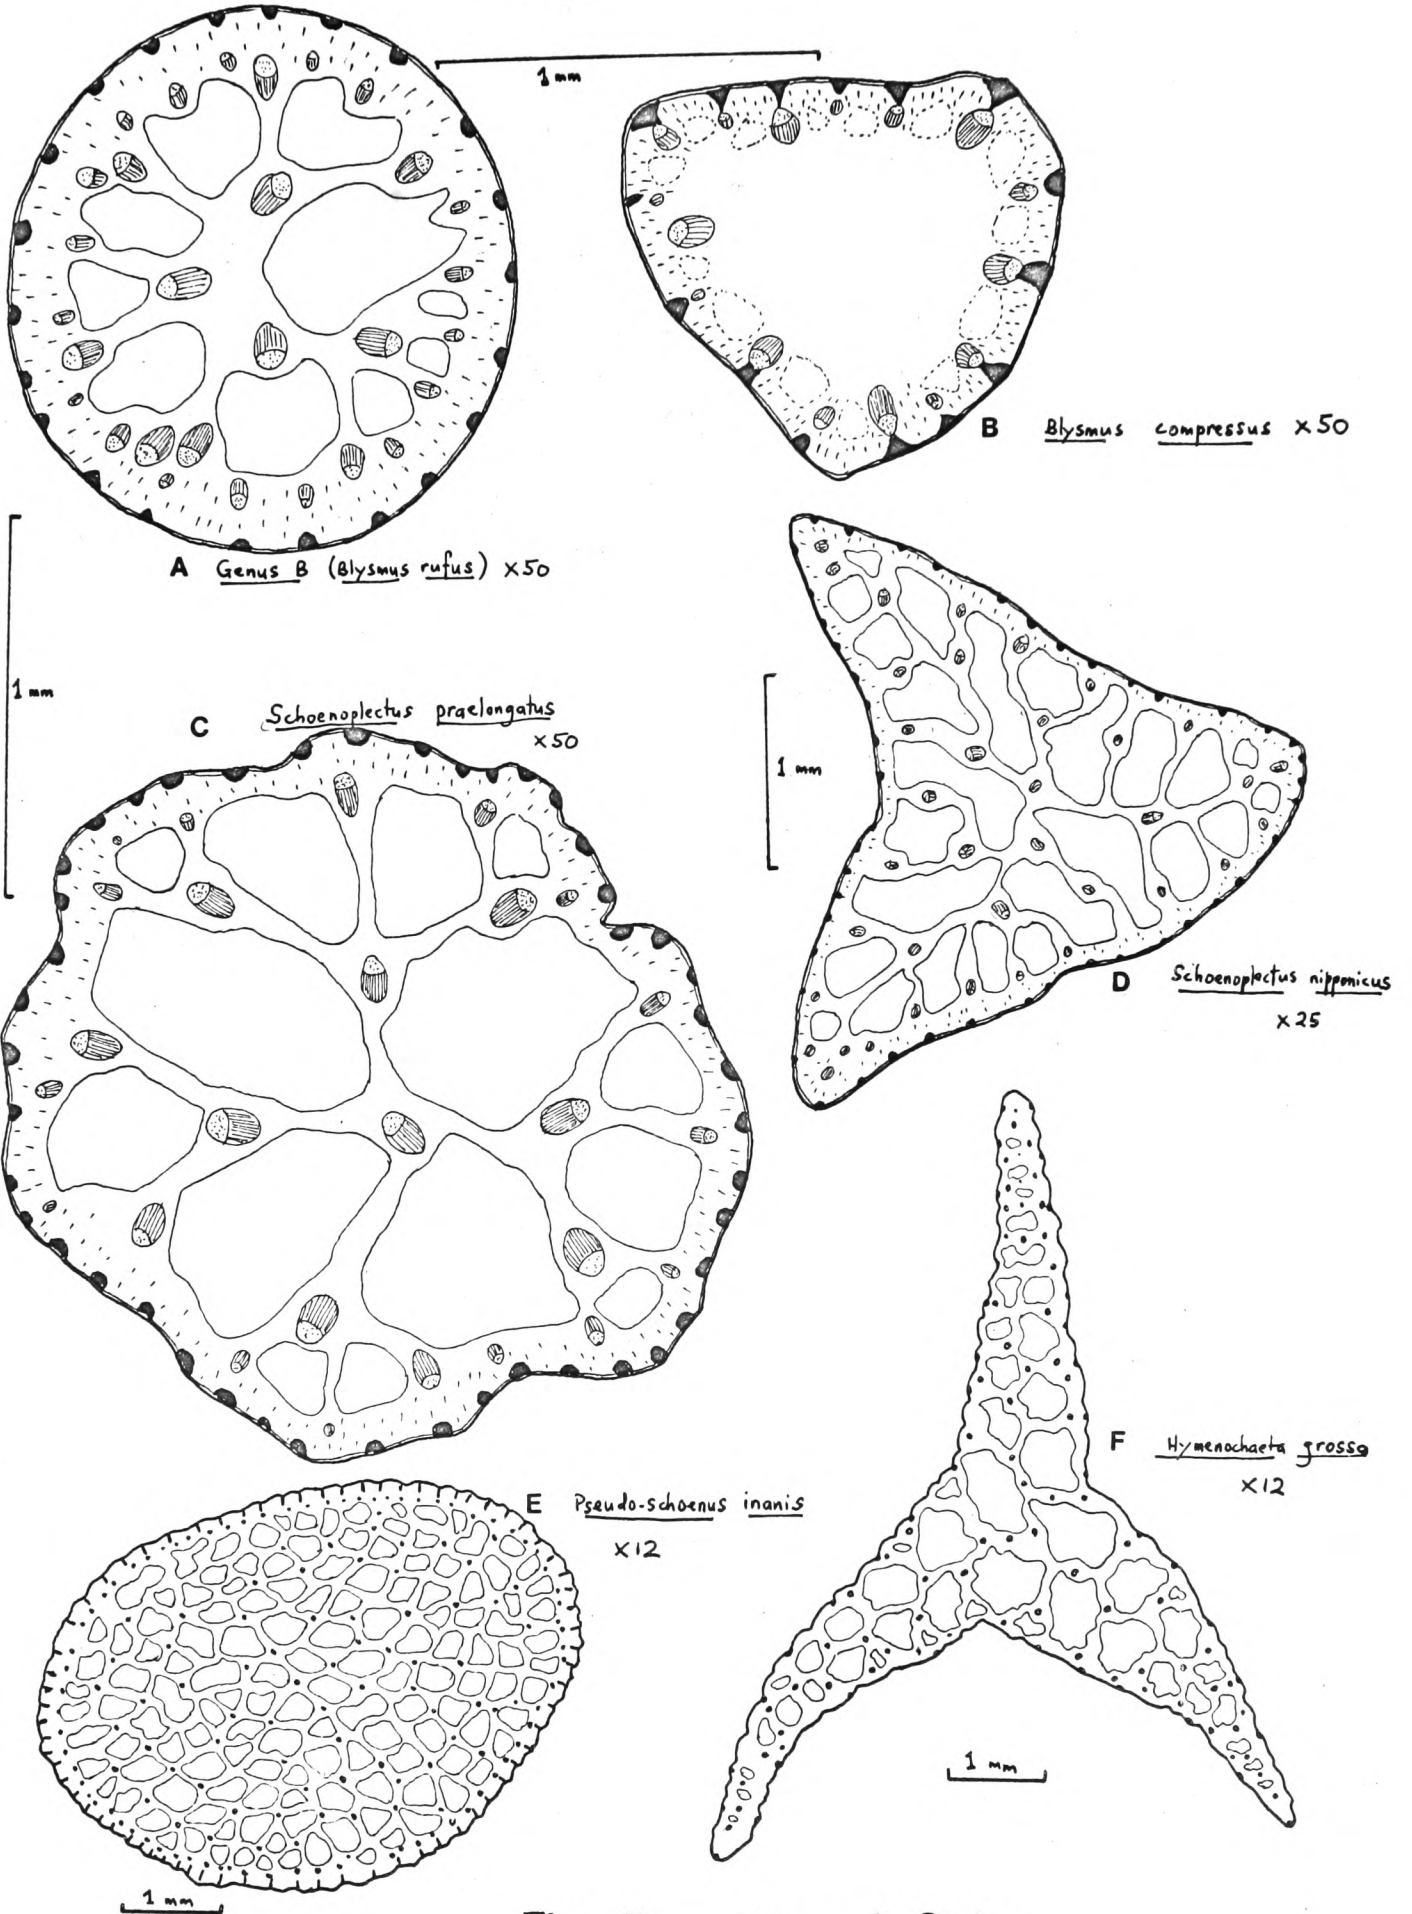 1 mm
B Blysmus compressus x50
A Genus B (Blysmus rufus) x50
1 mm
C Schoenoplectus praelongatus
x50
1 mm
D Schoenoplectus nipponicus
x25
E Pseudo-schoenus inanis
x12
F Hymenochaeta grossa
x12
1 mm
1 mm